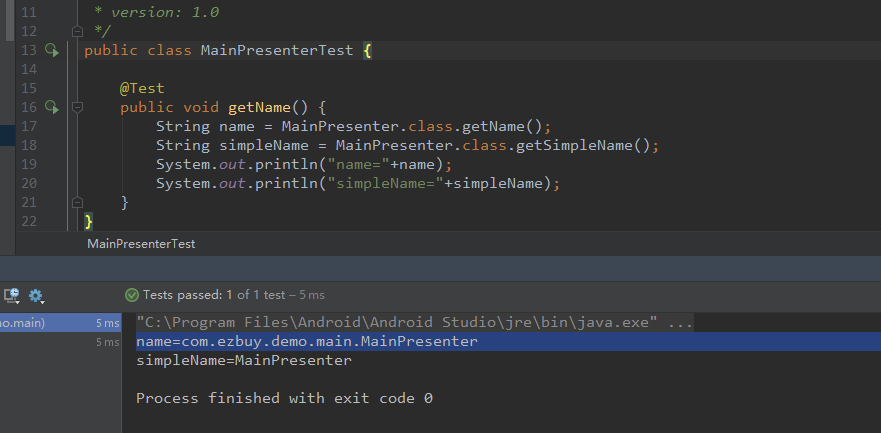 11 * version: 1.0
12 */
13 public class MainPresenterTest {
14
15 @Test
16 public void getName() {
17 String name = MainPresenter.class.getName();
18 String simpleName = MainPresenter.class.getSimpleName();
19 System.out.println("name="+name);
20 System.out.println("simpleName="+simpleName);
21 }
22 }
MainPresenterTest
Tests passed: 1 of 1 test – 5 ms
no.main) 5 ms
5 ms
"C:\Program Files\Android\Android Studio\jre\bin\java.exe" ...
name=com.ezbuy.demo.main.MainPresenter
simpleName=MainPresenter
Process finished with exit code 0